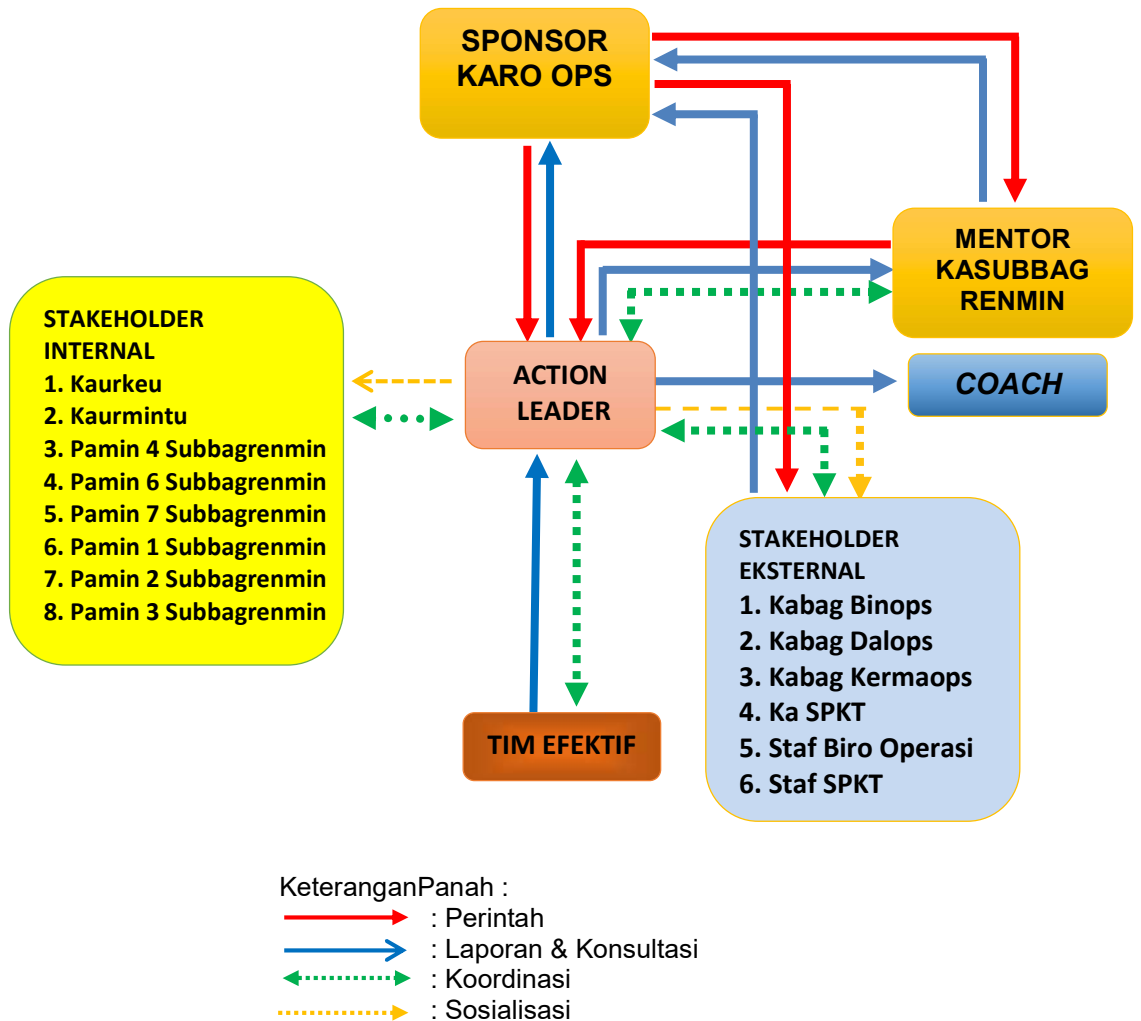 SPONSOR
KARO OPS
MENTOR
KASUBBAG
RENMIN
STAKEHOLDER
INTERNAL
1. Kaurkeu
2. Kaurmintu
3. Pamin 4 Subbagrenmin
4. Pamin 6 Subbagrenmin
5. Pamin 7 Subbagrenmin
6. Pamin 1 Subbagrenmin
7. Pamin 2 Subbagrenmin
8. Pamin 3 Subbagrenmin
ACTION
LEADER
COACH
STAKEHOLDER
EKSTERNAL
1. Kabag Binops
2. Kabag Dalops
3. Kabag Kermaops
4. Ka SPKT
5. Staf Biro Operasi
6. Staf SPKT
TIM EFEKTIF
KeteranganPanah :
: Perintah
: Laporan & Konsultasi
: Koordinasi
: Sosialisasi